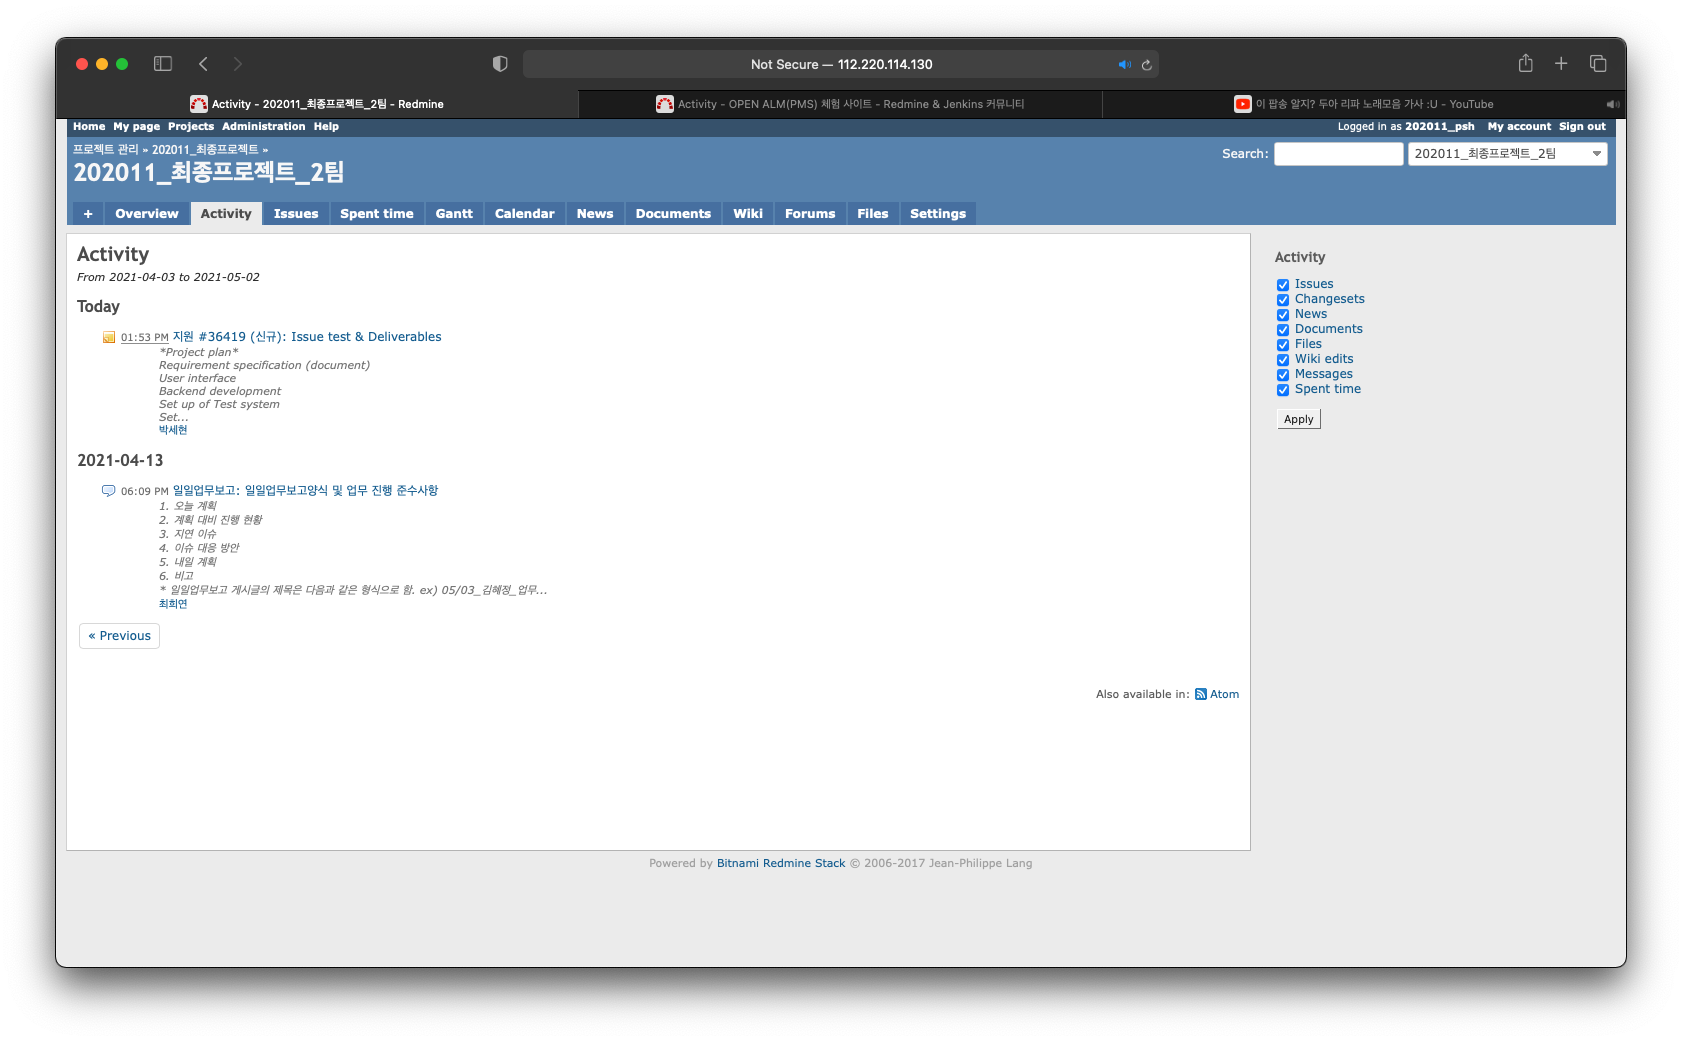 Not Secure — 112.220.114.130
Activity - 202011_최종프로젝트_2팀 - Redmine
Activity - OPEN ALM(PMS) 체험 사이트 - Redmine & Jenkins 커뮤니티
이 팝송 알지? 두아 리파 노래모음 가사 :U - YouTube
Home My page Projects Administration Help
Logged in as 202011_psh My account Sign out
프로젝트 관리 » 202011_최종프로젝트 »
202011_최종프로젝트_2팀
Search:
202011_최종프로젝트_2팀
+ Overview Activity Issues Spent time Gantt Calendar News Documents Wiki Forums Files Settings
Activity
From 2021-04-03 to 2021-05-02
Today
01:53 PM 지원 #36419 (신규): Issue test & Deliverables
*Project plan*
Requirement specification (document)
User interface
Backend development
Set up of Test system
Set...
박세현
2021-04-13
06:09 PM 일일업무보고: 일일업무보고양식 및 업무 진행 준수사항
1. 오늘 계획
2. 계획 대비 진행 현황
3. 지연 이슈
4. 이슈 대응 방안
5. 내일 계획
6. 비고
* 일일업무보고 게시글의 제목은 다음과 같은 형식으로 함. ex) 05/03_김혜정_업무...
최희연
« Previous
Also available in: Atom
Activity
Issues
Changesets
News
Documents
Files
Wiki edits
Messages
Spent time
Apply
Powered by Bitnami Redmine Stack © 2006-2017 Jean-Philippe Lang